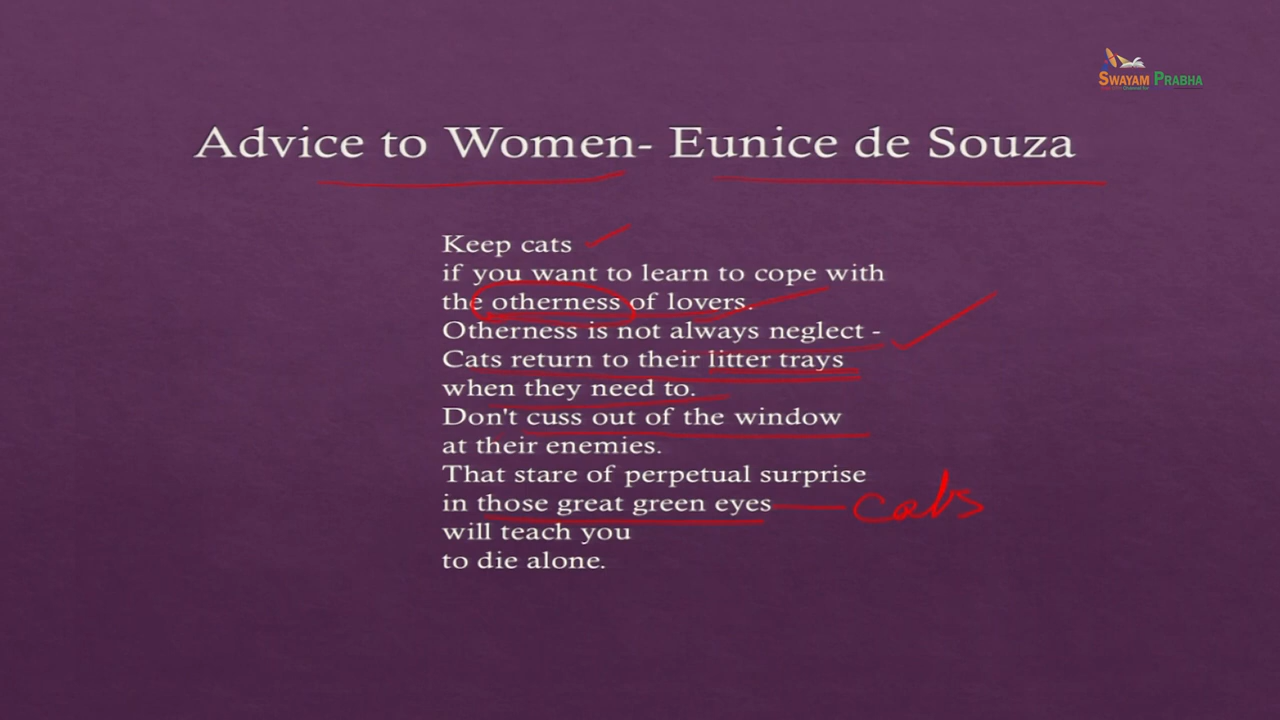 SWAYAM PRABHA
Advice to Women- Eunice de Souza
Keep cats
if you want to learn to cope with
the otherness of lovers.
Otherness is not always neglect -
Cats return to their litter trays
when they need to.
Don't cuss out of the window
at their enemies.
That stare of perpetual surprise
in those great green eyes
cats
will teach you
to die alone.